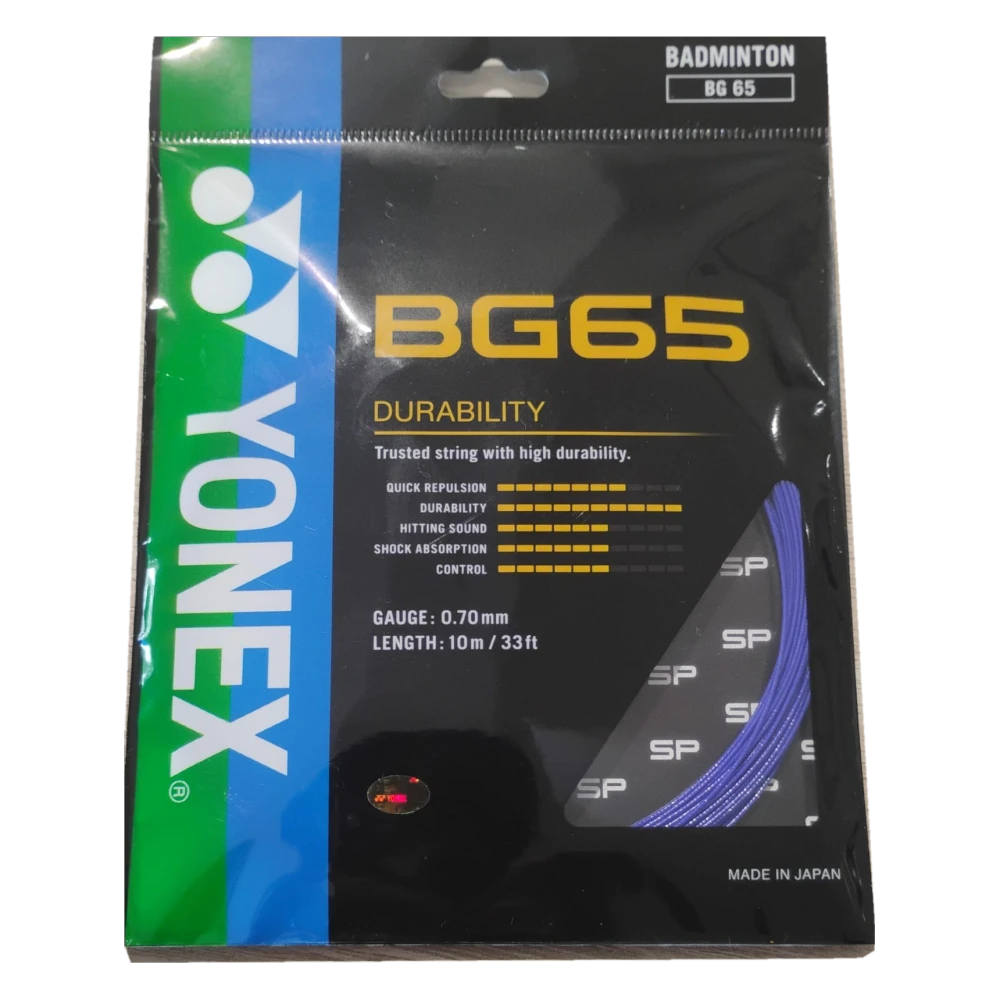 BADMINTON
BG 65
YONEX®
BG65
DURABILITY
Trusted string with high durability.
QUICK REPULSION
DURABILITY
HITTING SOUND
SHOCK ABSORPTION
CONTROL
GAUGE: 0.70mm
LENGTH: 10m / 33ft
SP
SP
SP
SP
SP
SP
YONEX
MADE IN JAPAN